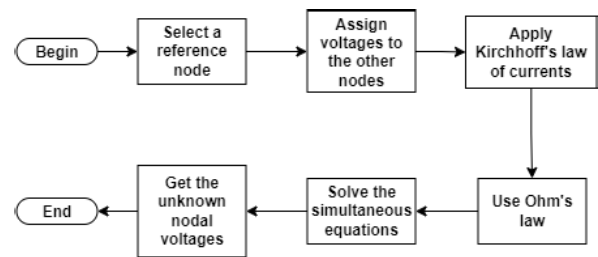 Begin
Select a
reference
node
Assign
voltages to
the other
nodes
Apply
Kirchhoff's law
of currents
Use Ohm's
law
Solve the
simultaneous
equations
Get the
unknown
nodal
voltages
End